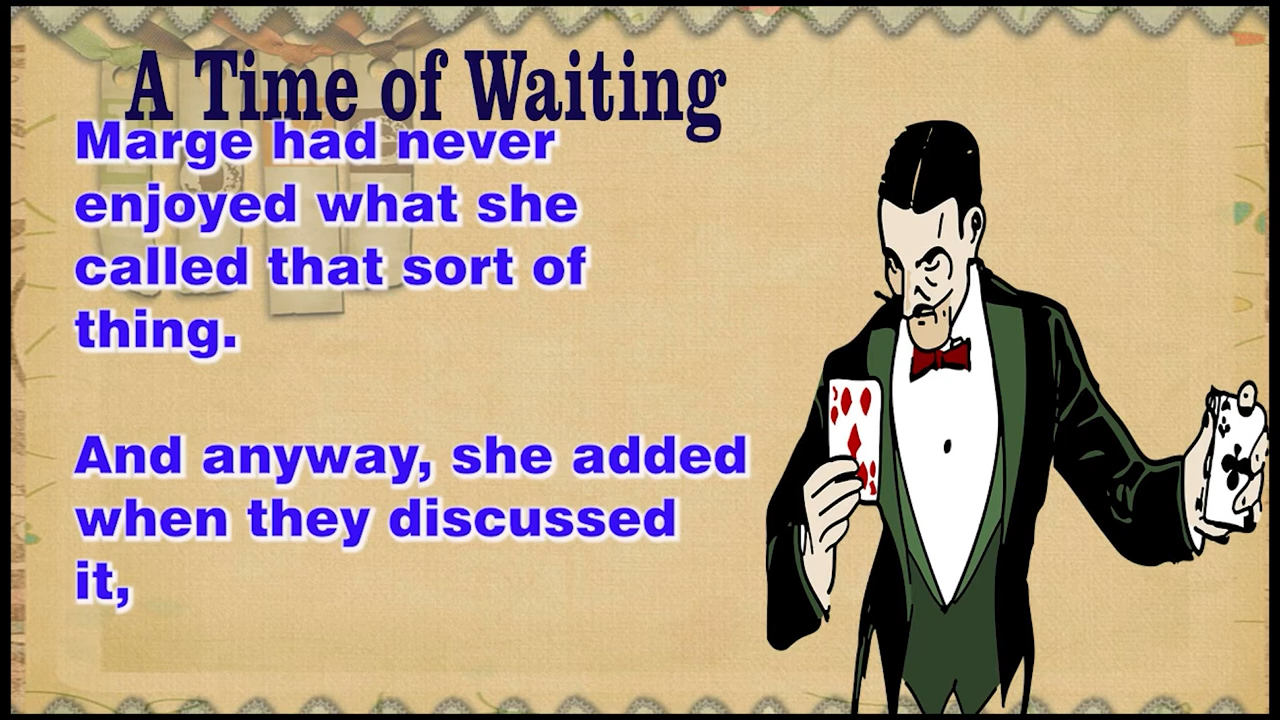 A Time of Waiting
Marge had never
enjoyed what she
called that sort of
thing.
And anyway, she added
when they discussed
it,